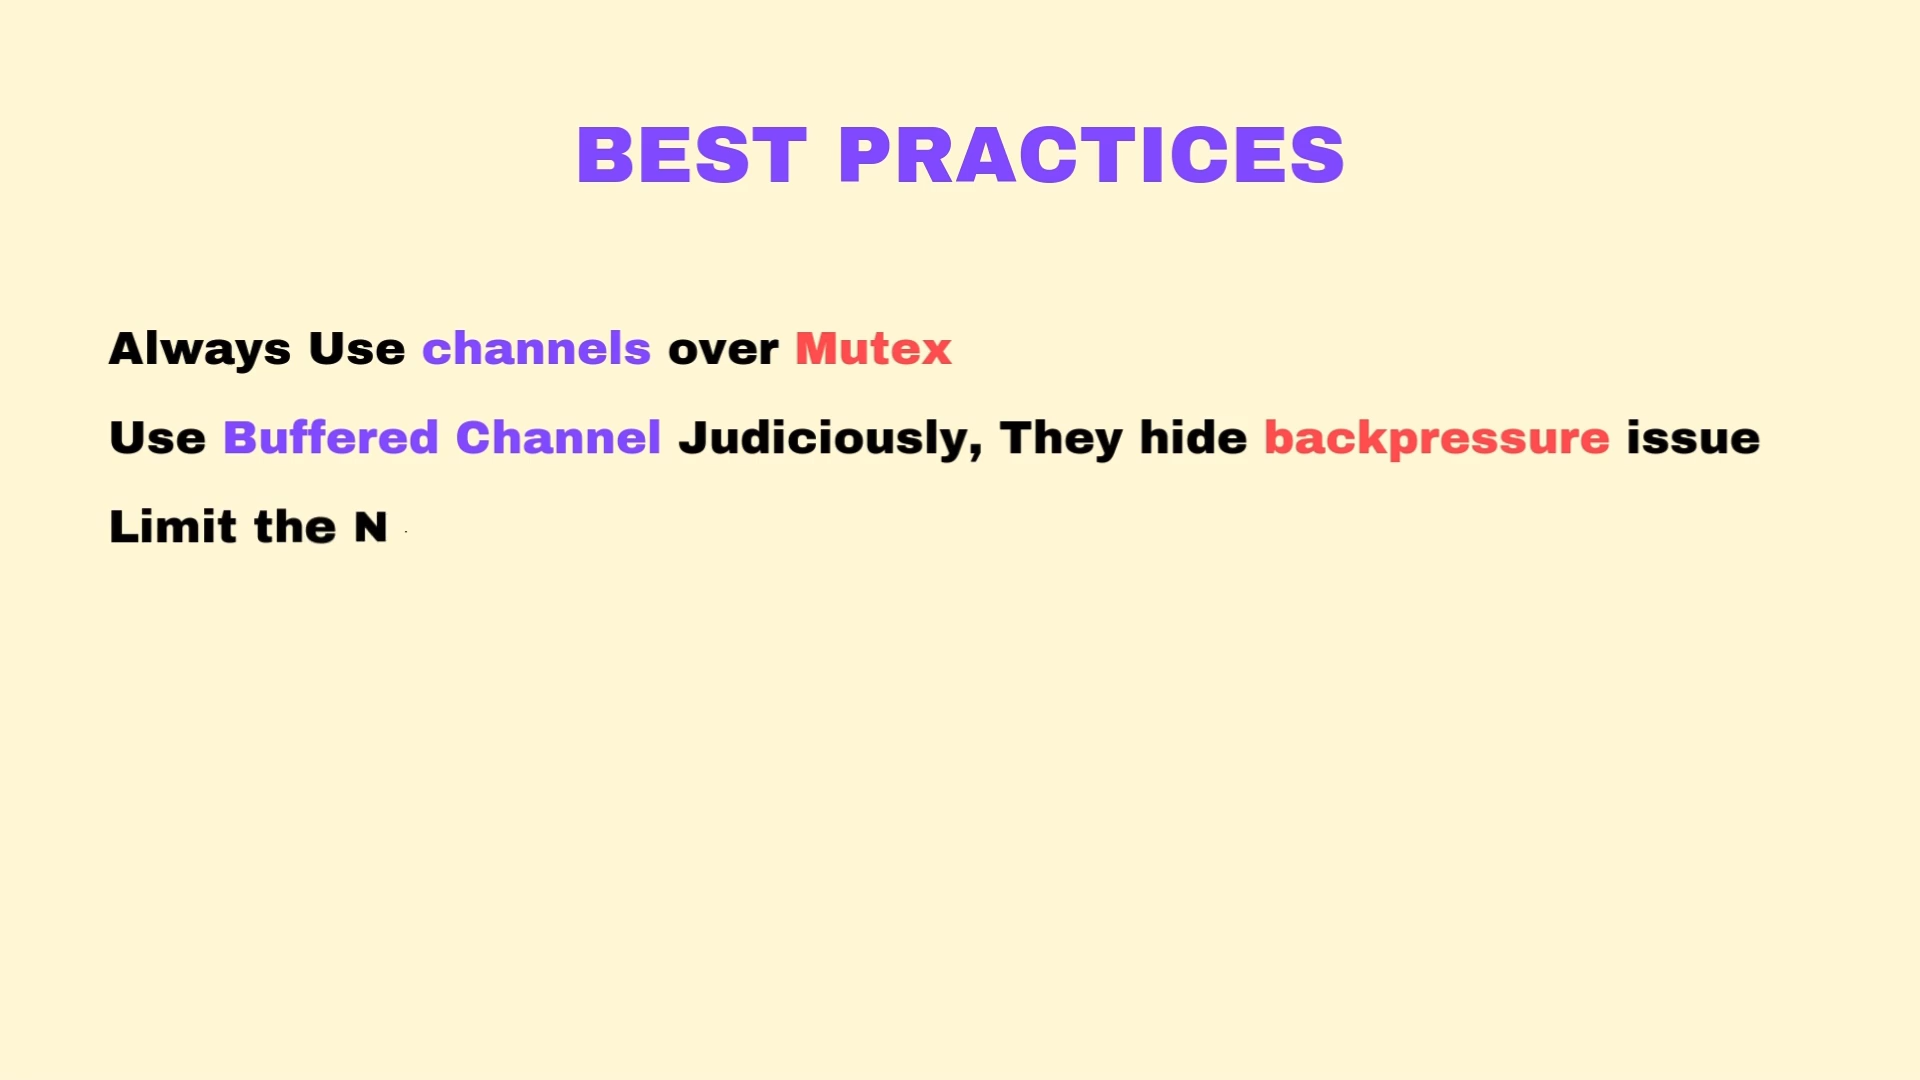 BEST PRACTICES
Always Use channels over Mutex
Use Buffered Channel Judiciously, They hide backpressure issue
Limit the N